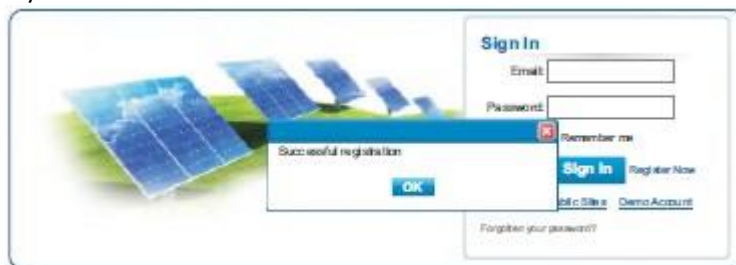 Sign In
Email:
Password:
Remember me
Successful registration
OK
Sign In Register Now
blic Sites Demo Account
Forgotten your password?